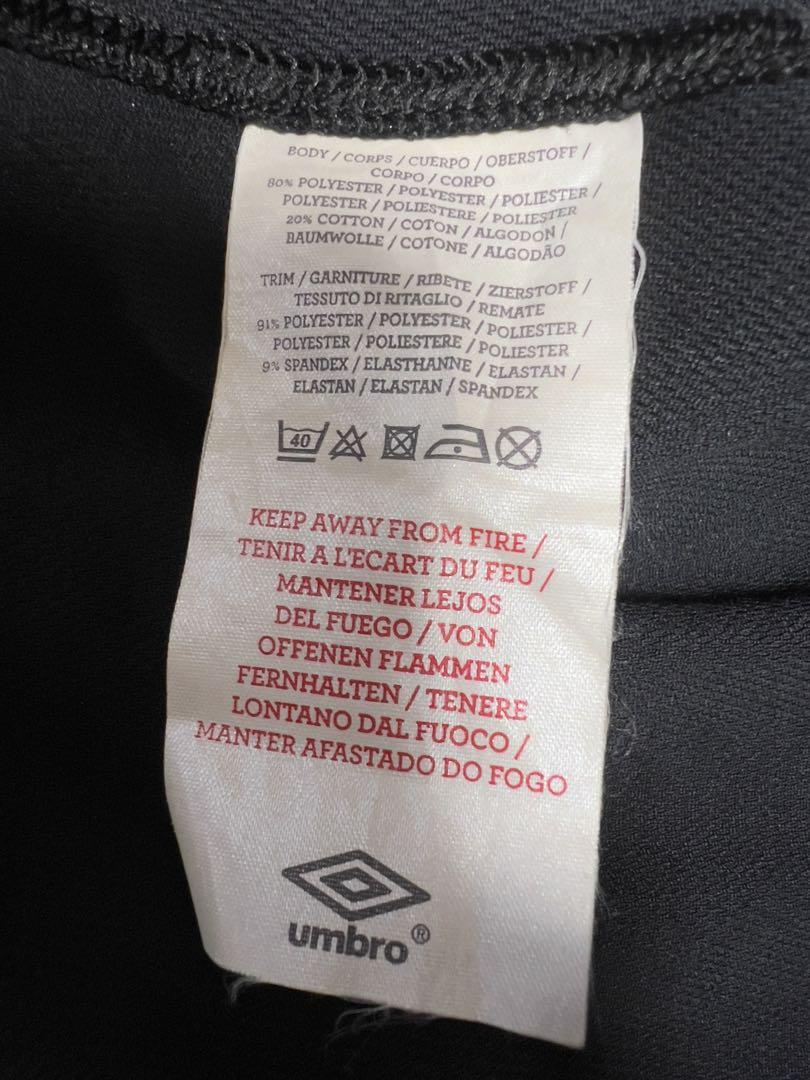 BODY / CORPS / CUERPO / OBERSTOFF /
CORPO / CORPO
80% POLYESTER / POLYESTER / POLIESTER /
POLYESTER / POLIESTERE / POLIESTER
20% COTTON / COTON / ALGODON /
BAUMWOLLE / COTONE / ALGODÃO
TRIM / GARNITURE / RIBETE / ZIERSTOFF /
TESSUTO DI RITAGLIO / REMATE
91% POLYESTER / POLYESTER / POLIESTER /
POLYESTER / POLIESTERE / POLIESTER
9% SPANDEX / ELASTHANNE / ELASTAN /
ELASTAN / ELASTAN / SPANDEX
40
KEEP AWAY FROM FIRE /
TENIR A L'ECART DU FEU /
MANTENER LEJOS
DEL FUEGO / VON
OFFENEN FLAMMEN
FERNHALTEN / TENERE
LONTANO DAL FUOCO /
MANTER AFASTADO DO FOGO
umbro®